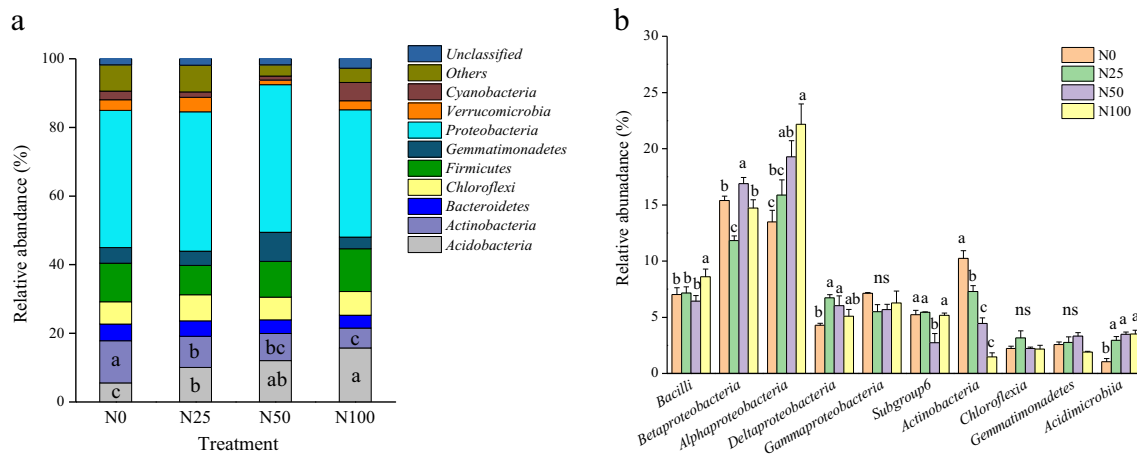 a
Relative abandance (%)
100
80
60
40
20
0
a
b
bc
c
c
b
ab
a
N0
N25
N50
N100
Treatment
Unclassified
Others
Cyanobacteria
Verrucomicrobia
Proteobacteria
Gemmatimonadetes
Firmicutes
Chloroflexi
Bacteroidetes
Actinobacteria
Acidobacteria
b
Relative abunadance (%)
30
25
20
15
10
5
0
N0
N25
N50
N100
b b b a
b c a b
c bc ab a
b a a ab
ns
a a b a
a b c c
ns
ns
b a a a
Bacilli
Betaproteobacteria
Alphaproteobacteria
Deltaproteobacteria
Gammaproteobacteria
Subgroup6
Actinobacteria
Chloroflexia
Gemmatimonadetes
Acidimicrobiia